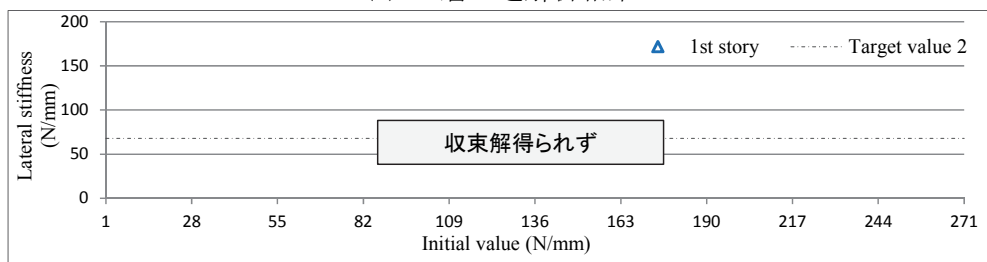 200
1st story
Target value 2
150
100
50
0
Lateral stiffness
(N/mm)
収束解得られず
1 28 55 82 109 136 163 190 217 244 271
Initial value (N/mm)